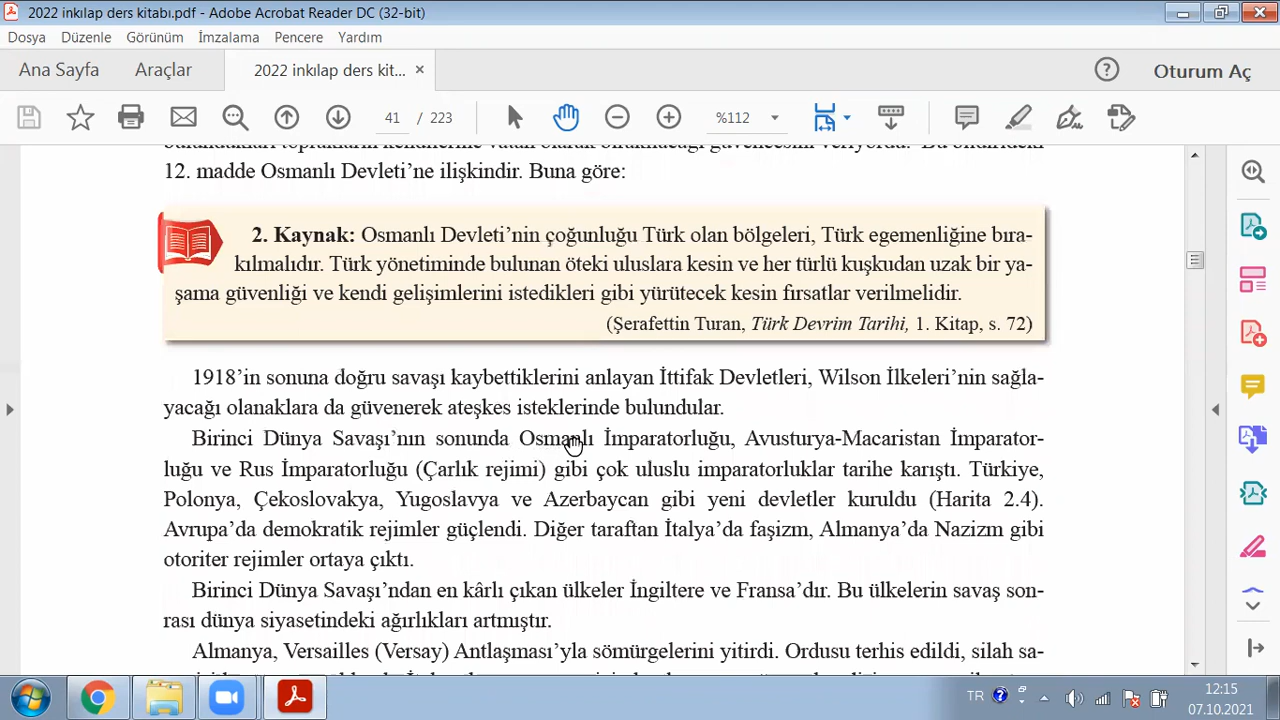 2022 inkılap ders kitabı.pdf - Adobe Acrobat Reader DC (32-bit)
Dosya Düzenle Görünüm İmzalama Pencere Yardım
Ana Sayfa Araçlar 2022 inkılap ders kit... × Oturum Aç
41 / 223 %112
bulundukları toprakların kendilerine vatan olarak bırakılacağı güvencesini veriyordu. Bu bildirideki
12. madde Osmanlı Devleti’ne ilişkindir. Buna göre:
2. Kaynak: Osmanlı Devleti’nin çoğunluğu Türk olan bölgeleri, Türk egemenliğine bıra-
kılmalıdır. Türk yönetiminde bulunan öteki uluslara kesin ve her türlü kuşkudan uzak bir ya-
şama güvenliği ve kendi gelişimlerini istedikleri gibi yürütecek kesin fırsatlar verilmelidir.
(Şerafettin Turan, Türk Devrim Tarihi, 1. Kitap, s. 72)
1918’in sonuna doğru savaşı kaybettiklerini anlayan İttifak Devletleri, Wilson İlkeleri’nin sağla-
yacağı olanaklara da güvenerek ateşkes isteklerinde bulundular.
Birinci Dünya Savaşı’nın sonunda Osmanlı İmparatorluğu, Avusturya-Macaristan İmparator-
luğu ve Rus İmparatorluğu (Çarlık rejimi) gibi çok uluslu imparatorluklar tarihe karıştı. Türkiye,
Polonya, Çekoslovakya, Yugoslavya ve Azerbaycan gibi yeni devletler kuruldu (Harita 2.4).
Avrupa’da demokratik rejimler güçlendi. Diğer taraftan İtalya’da faşizm, Almanya’da Nazizm gibi
otoriter rejimler ortaya çıktı.
Birinci Dünya Savaşı’ndan en kârlı çıkan ülkeler İngiltere ve Fransa’dır. Bu ülkelerin savaş son-
rası dünya siyasetindeki ağırlıkları artmıştır.
Almanya, Versailles (Versay) Antlaşması’yla sömürgelerini yitirdi. Ordusu terhis edildi, silah sa-
TR 12:15
07.10.2021